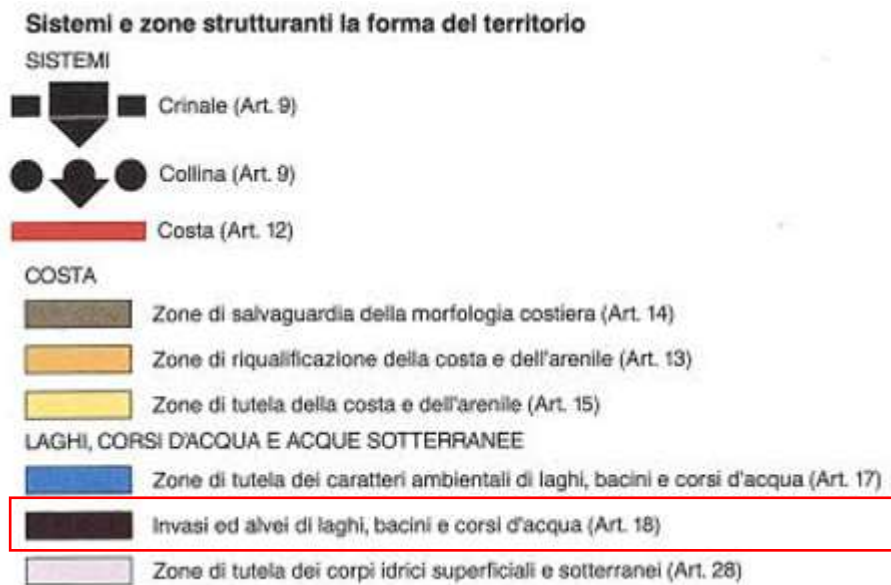 Sistemi e zone strutturanti la forma del territorio
SISTEMI
Crinale (Art. 9)
Collina (Art. 9)
Costa (Art. 12)
COSTA
Zone di salvaguardia della morfologia costiera (Art. 14)
Zone di riqualificazione della costa e dell'arenile (Art. 13)
Zone di tutela della costa e dell'arenile (Art. 15)
LAGHI, CORSI D'ACQUA E ACQUE SOTTERRANEE
Zone di tutela dei caratteri ambientali di laghi, bacini e corsi d'acqua (Art. 17)
Invasi ed alvei di laghi, bacini e corsi d'acqua (Art. 18)
Zone di tutela dei corpi idrici superficiali e sotterranei (Art. 28)